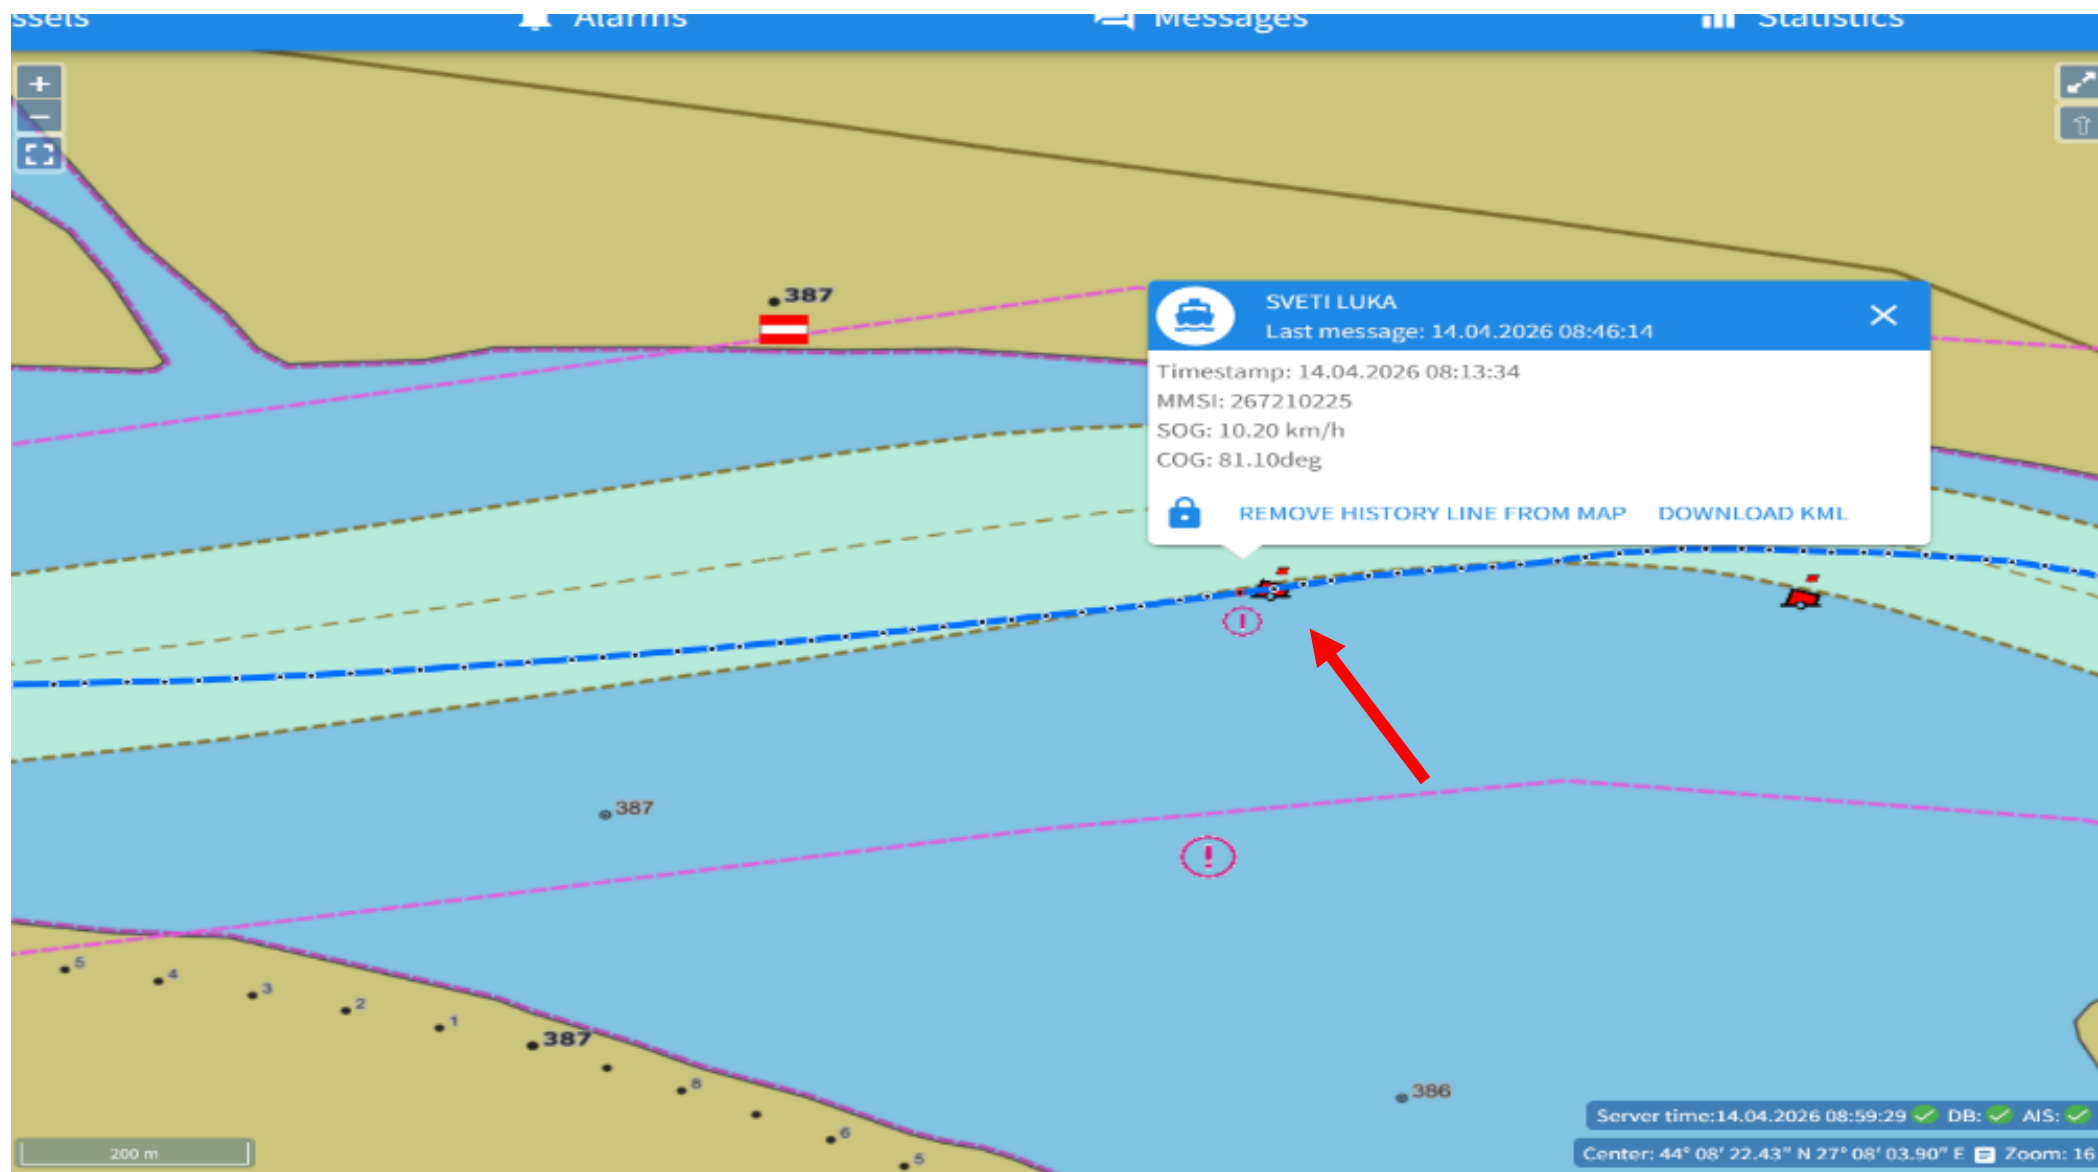 ssels Alarms Messages Statistics
+
−
387
SVETI LUKA
Last message: 14.04.2026 08:46:14
Timestamp: 14.04.2026 08:13:34
MMSI: 267210225
SOG: 10.20 km/h
COG: 81.10deg
REMOVE HISTORY LINE FROM MAP DOWNLOAD KML
!
387
!
5
4
3
2
1
387
8
6
5
386
Server time:14.04.2026 08:59:29 DB: AIS:
200 m
Center: 44° 08' 22.43" N 27° 08' 03.90" E Zoom: 16